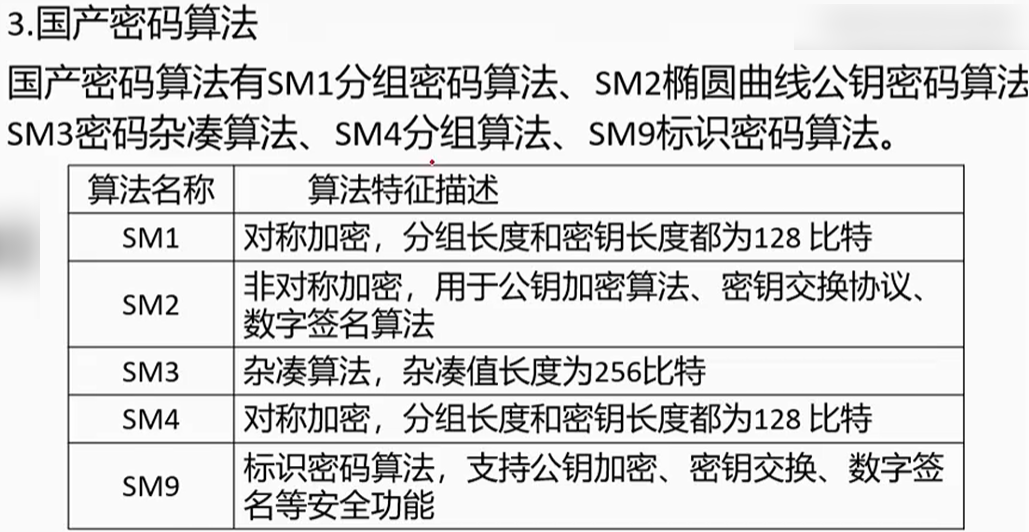 3.国产密码算法
国产密码算法有SM1分组密码算法、SM2椭圆曲线公钥密码算法
SM3密码杂凑算法、SM4分组算法、SM9标识密码算法。
算法名称 算法特征描述
SM1 对称加密，分组长度和密钥长度都为128 比特
SM2 非对称加密，用于公钥加密算法、密钥交换协议、
数字签名算法
SM3 杂凑算法，杂凑值长度为256比特
SM4 对称加密，分组长度和密钥长度都为128 比特
SM9 标识密码算法，支持公钥加密、密钥交换、数字签
名等安全功能